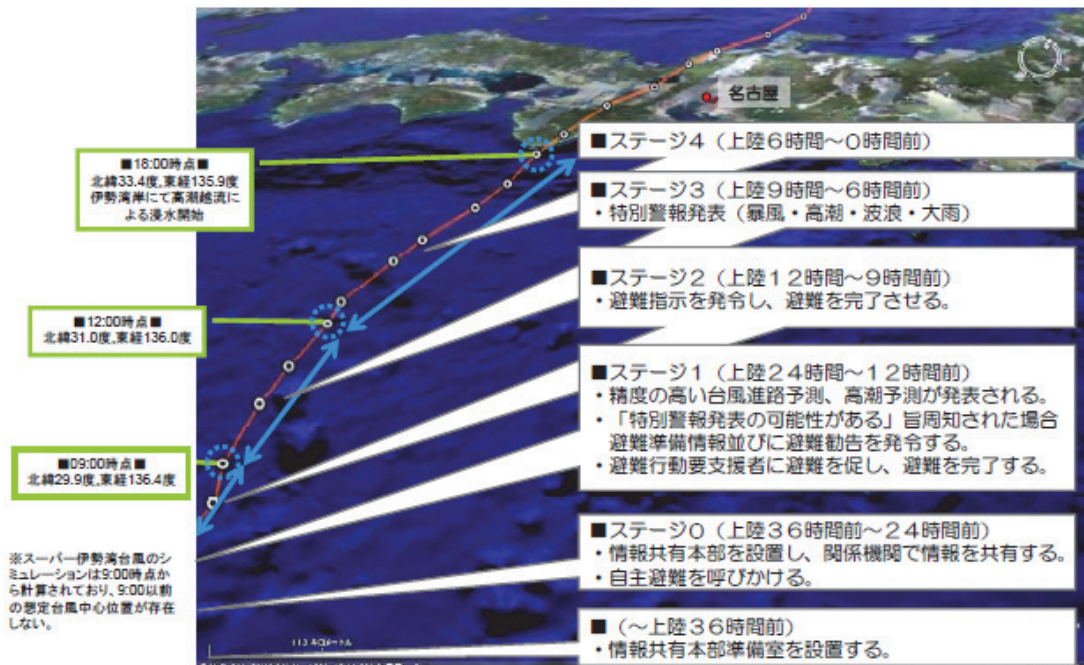 名古屋
■18:00時点■
北緯33.4度,東経135.9度
伊勢湾岸にて高潮越流に
よる浸水開始
■12:00時点■
北緯31.0度,東経136.0度
■09:00時点■
北緯29.9度,東経136.4度
※スーパー伊勢湾台風のシ
ミュレーションは9:00時点か
ら計算されており、9:00以前
の想定台風中心位置が存在
しない。
■ステージ4（上陸6時間～0時間前）
■ステージ3（上陸9時間～6時間前）
・特別警報発表（暴風・高潮・波浪・大雨）
■ステージ2（上陸12時間～9時間前）
・避難指示を発令し、避難を完了させる。
■ステージ1（上陸24時間～12時間前）
・精度の高い台風進路予測、高潮予測が発表される。
・「特別警報発表の可能性がある」旨周知された場合
避難準備情報並びに避難勧告を発令する。
・避難行動要支援者に避難を促し、避難を完了する。
■ステージ0（上陸36時間前～24時間前）
・情報共有本部を設置し、関係機関で情報を共有する。
・自主避難を呼びかける。
■（～上陸36時間前）
・情報共有本部準備室を設置する。
113 キロメートル